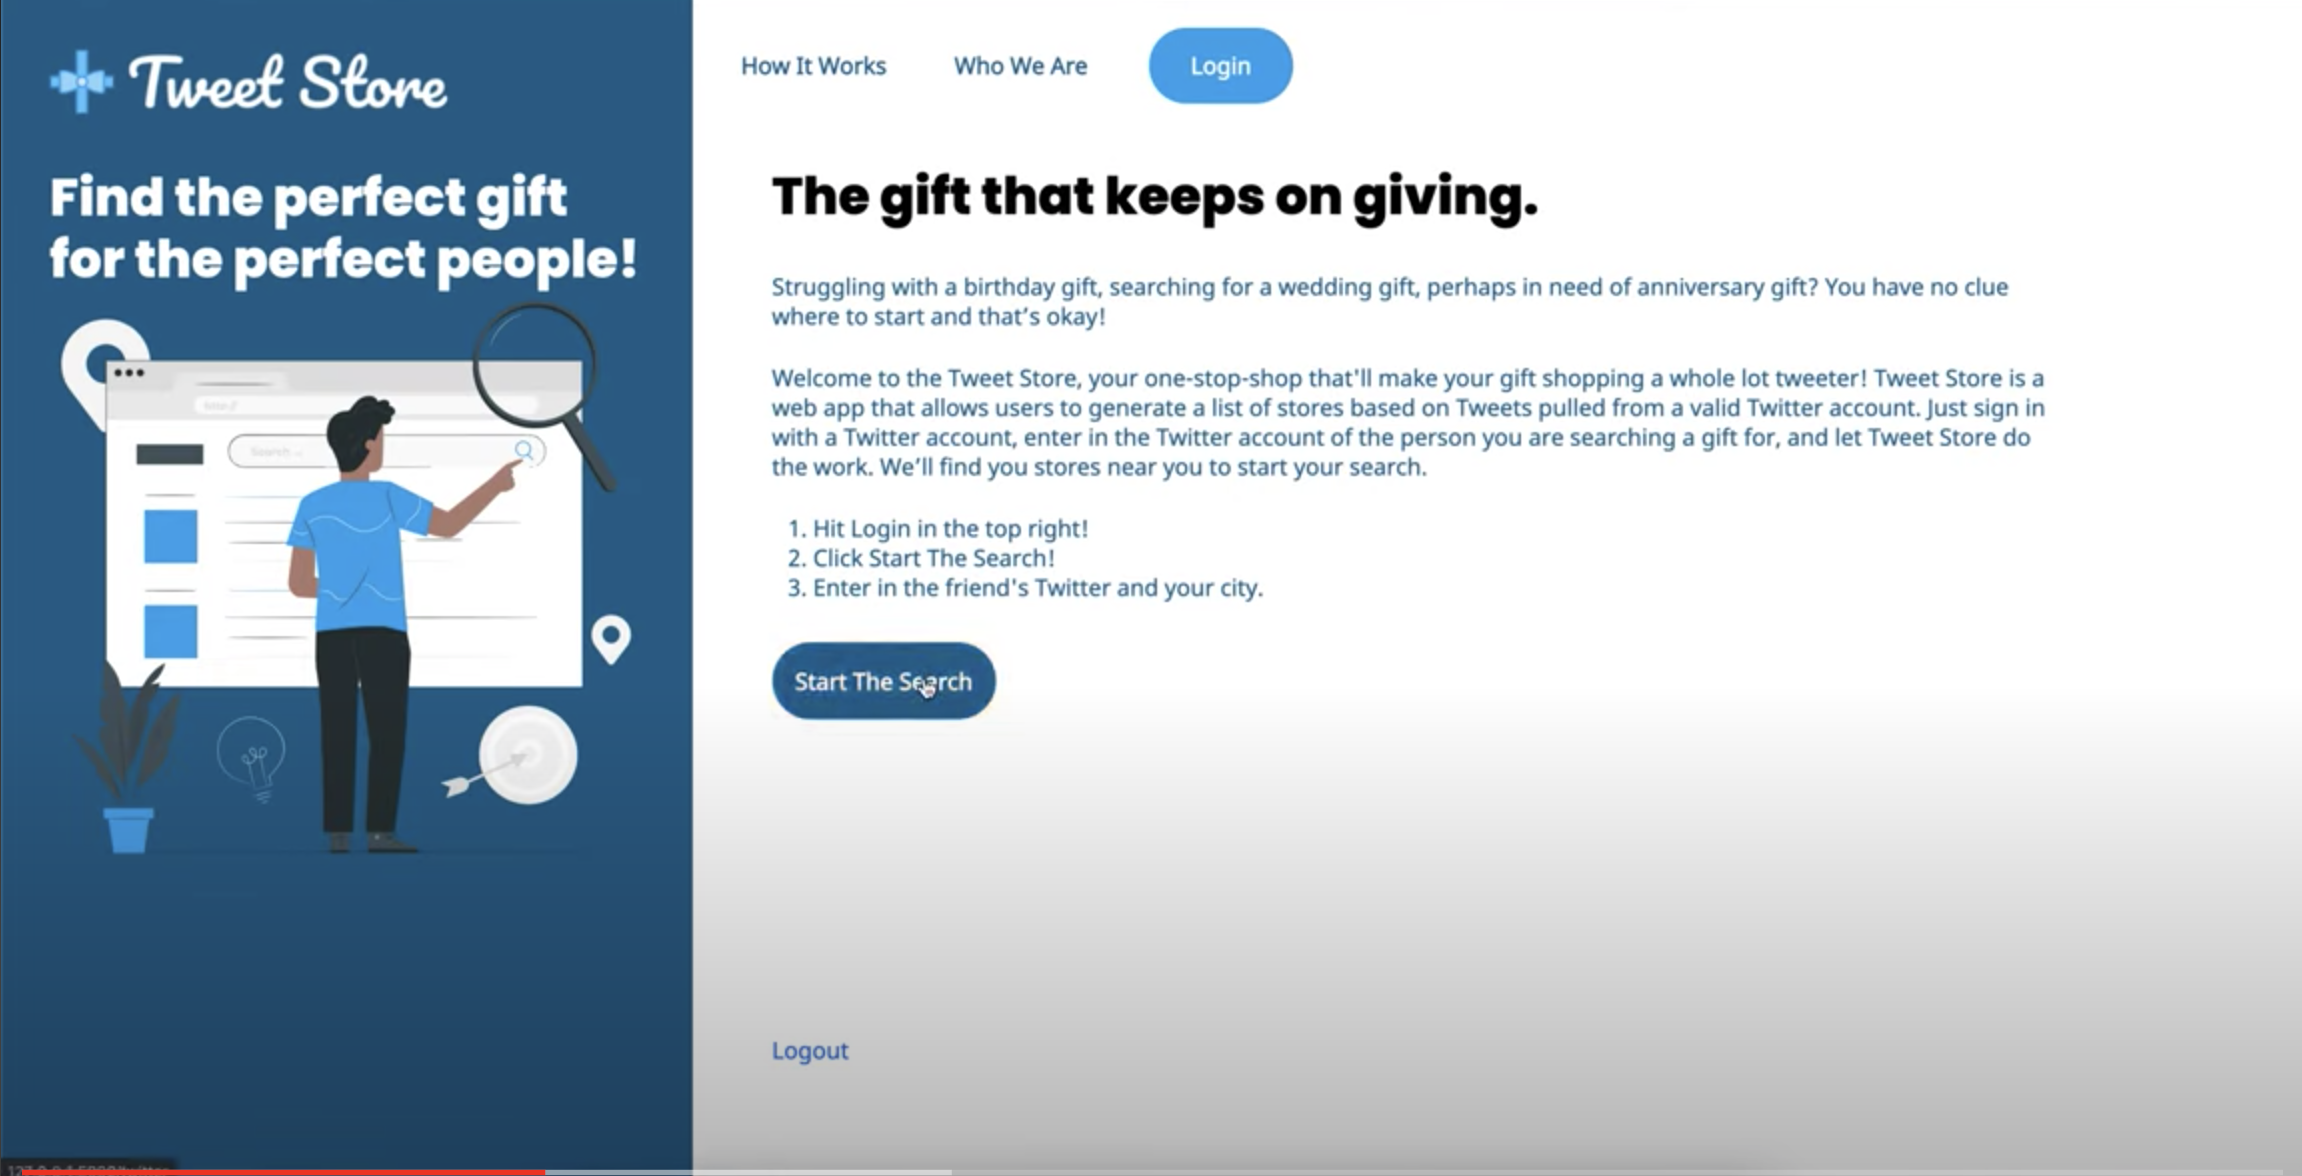 Tweet Store
Find the perfect gift
for the perfect people!
Search
How It Works
Who We Are
Login
The gift that keeps on giving.
Struggling with a birthday gift, searching for a wedding gift, perhaps in need of anniversary gift? You have no clue
where to start and that’s okay!
Welcome to the Tweet Store, your one-stop-shop that'll make your gift shopping a whole lot tweeter! Tweet Store is a
web app that allows users to generate a list of stores based on Tweets pulled from a valid Twitter account. Just sign in
with a Twitter account, enter in the Twitter account of the person you are searching a gift for, and let Tweet Store do
the work. We’ll find you stores near you to start your search.
1. Hit Login in the top right!
2. Click Start The Search!
3. Enter in the friend's Twitter and your city.
Start The Search
Logout